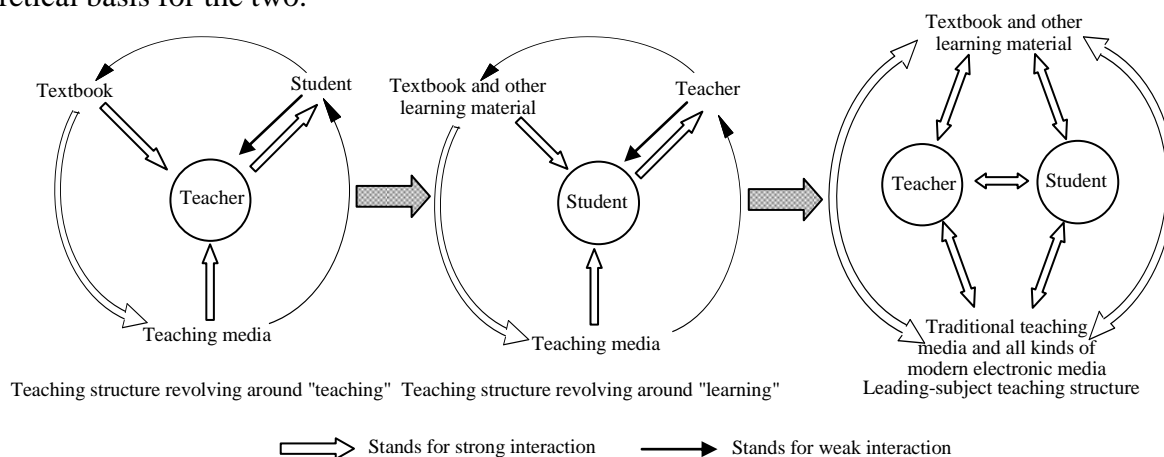 retical basis for the two.
Textbook
Student
Teacher
Teaching media
Teaching structure revolving around "teaching"
Textbook and other
learning material
Teacher
Student
Teaching media
Teaching structure revolving around "learning"
Textbook and other
learning material
Teacher
Student
Traditional teaching
media and all kinds of
modern electronic media
Leading-subject teaching structure
Stands for strong interaction
Stands for weak interaction